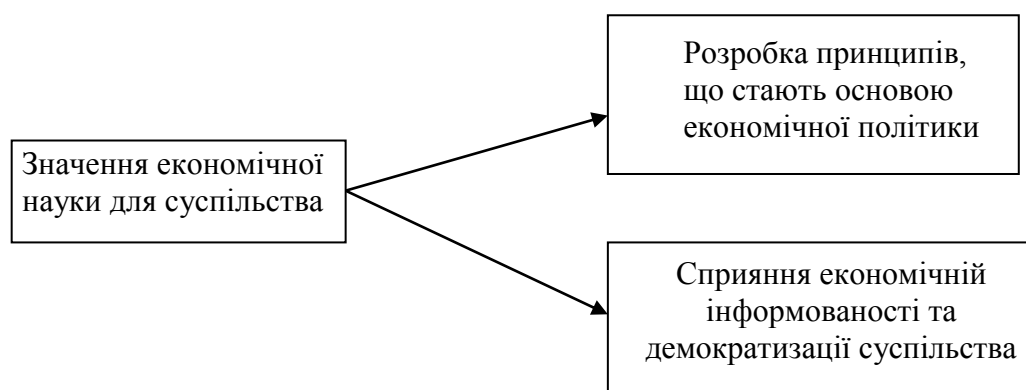 Значення економічної
науки для суспільства
Розробка принципів,
що стають основою
економічної політики
Сприяння економічній
інформованості та
демократизації суспільства